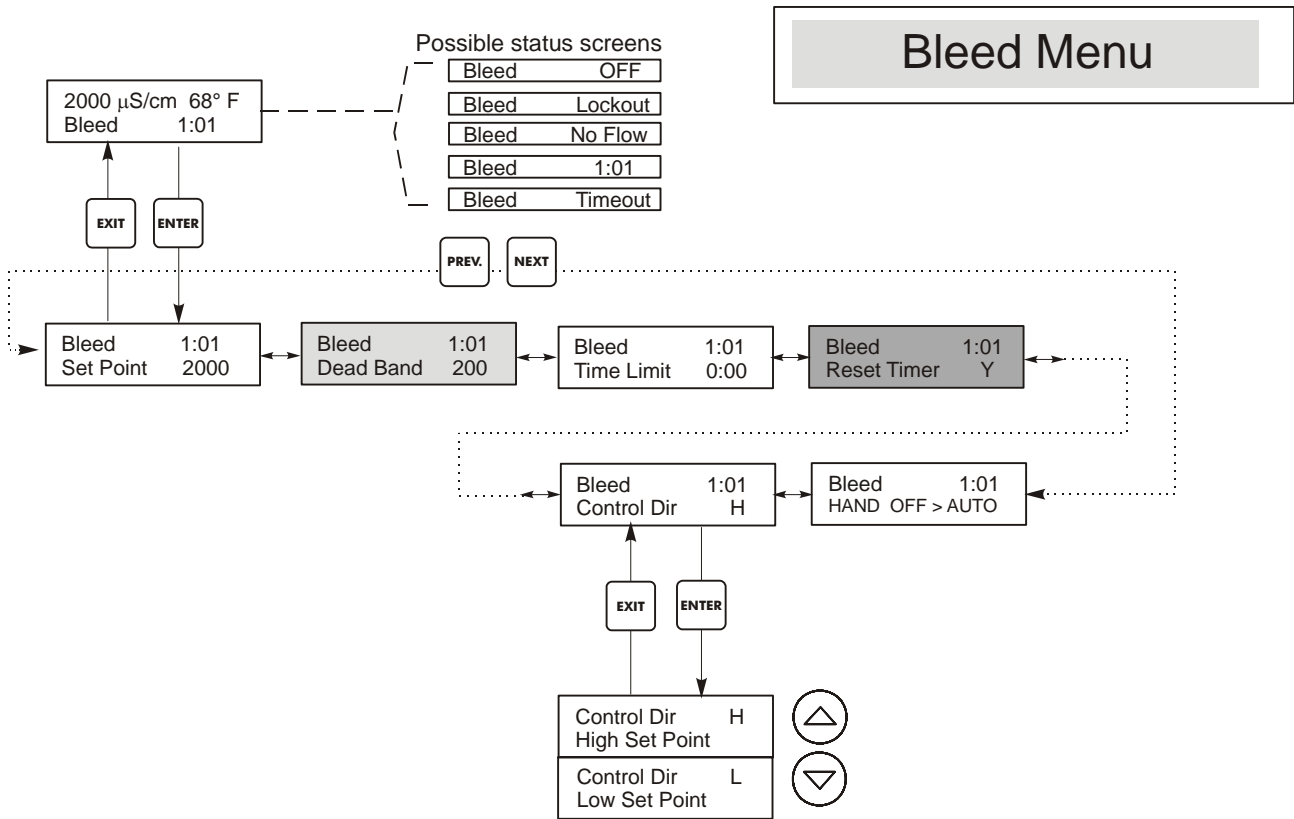 Bleed Menu
Possible status screens
Bleed OFF
Bleed Lockout
Bleed No Flow
Bleed 1:01
Bleed Timeout
2000 μS/cm 68° F
Bleed 1:01
EXIT
ENTER
PREV.
NEXT
Bleed 1:01
Set Point 2000
Bleed 1:01
Dead Band 200
Bleed 1:01
Time Limit 0:00
Bleed 1:01
Reset Timer Y
Bleed 1:01
Control Dir H
Bleed 1:01
HAND OFF > AUTO
EXIT
ENTER
Control Dir H
High Set Point
Control Dir L
Low Set Point